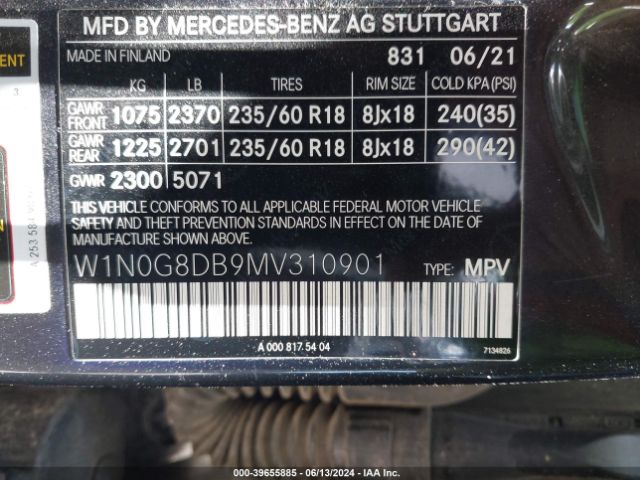 MFD BY MERCEDES-BENZ AG STUTTGART
MADE IN FINLAND 831 06/21
KG LB TIRES RIM SIZE COLD KPA(PSI)
GAWR FRONT 1075 2370 235/60 R18 8Jx18 240(35)
GAWR REAR 1225 2701 235/60 R18 8Jx18 290(42)
GVWR 2300 5071
THIS VEHICLE CONFORMS TO ALL APPLICABLE FEDERAL MOTOR VEHICLE
SAFETY AND THEFT PREVENTION STANDARDS IN EFFECT ON THE DATE
OF MANUFACTURE SHOWN ABOVE.
W1N0G8DB9MV310901 TYPE: MPV
A 000 817 54 04
7134826
ENT
3
A 253 584
000-39655885 - 06/13/2024 - IAA Inc.